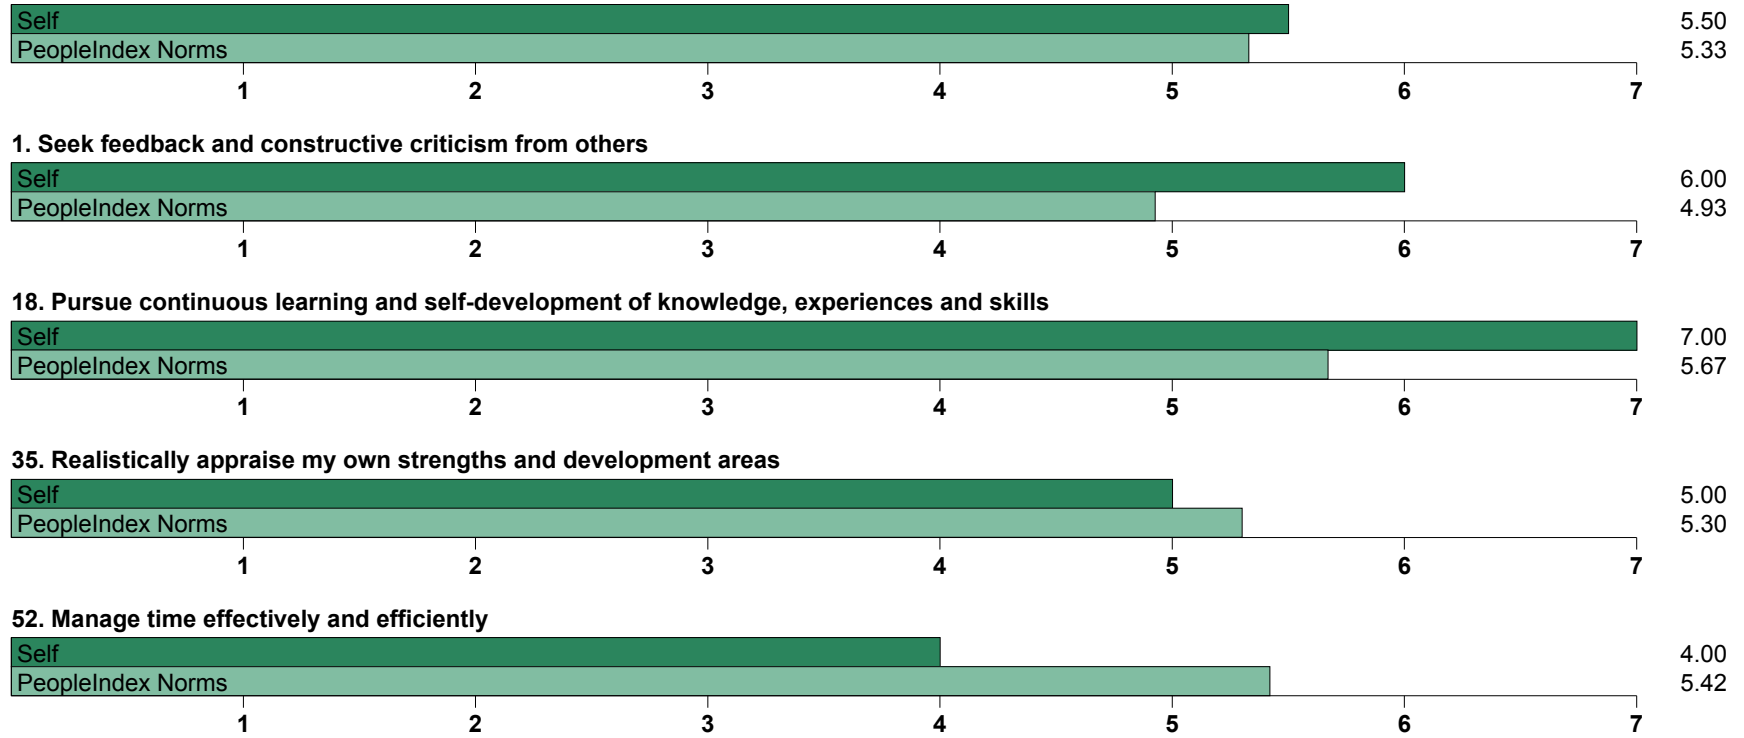 Self 5.50
PeopleIndex Norms 5.33
1 2 3 4 5 6 7
1. Seek feedback and constructive criticism from others
Self 6.00
PeopleIndex Norms 4.93
1 2 3 4 5 6 7
18. Pursue continuous learning and self-development of knowledge, experiences and skills
Self 7.00
PeopleIndex Norms 5.67
1 2 3 4 5 6 7
35. Realistically appraise my own strengths and development areas
Self 5.00
PeopleIndex Norms 5.30
1 2 3 4 5 6 7
52. Manage time effectively and efficiently
Self 4.00
PeopleIndex Norms 5.42
1 2 3 4 5 6 7